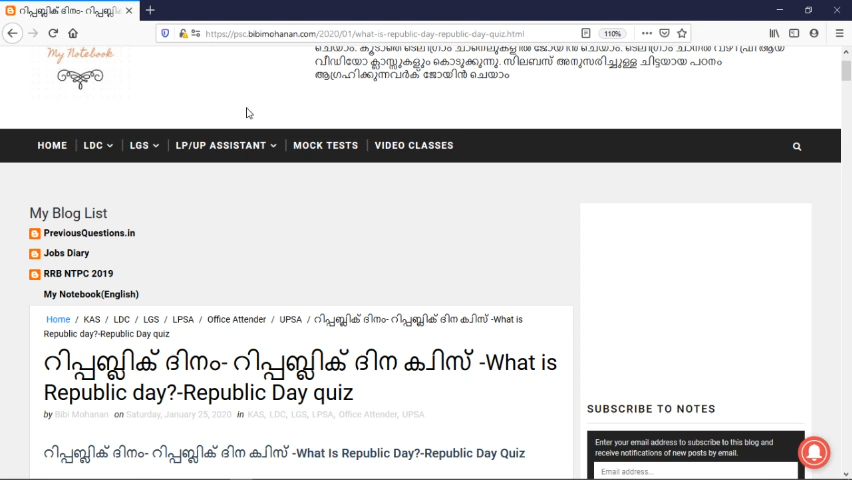 റിപ്പബ്ലിക് ദിനം- റിപ്പബ്ലി
https://psc.bibimohanan.com/2020/01/what-is-republic-day-republic-day-quiz.html
110%
My Notebook
ചെയാം. കൂടാതെ ടെലിഗ്രാം ചാനെലുകളിൽ ജോയിൻ ചെയാം. ടെലിഗ്രാം ചാനൽ വഴി ഫ്രീ ആയ
വീഡിയോ ക്ലാസ്സുകളും കൊടുക്കുന്നു. സിലബസ് അനുസരിച്ചുള്ള ചിട്ടയായ പഠനം
ആഗ്രഹിക്കുന്നവർക് ജോയിൻ ചെയാം
HOME LDC LGS LP/UP ASSISTANT MOCK TESTS VIDEO CLASSES
My Blog List
PreviousQuestions.in
Jobs Diary
RRB NTPC 2019
My Notebook(English)
Home / KAS / LDC / LGS / LPSA / Office Attender / UPSA / റിപ്പബ്ലിക് ദിനം- റിപ്പബ്ലിക് ദിന ക്വിസ് -What is
Republic day?-Republic Day quiz
റിപ്പബ്ലിക് ദിനം- റിപ്പബ്ലിക് ദിന ക്വിസ് -What is
Republic day?-Republic Day quiz
by Bibi Mohanan on Saturday, January 25, 2020 in KAS, LDC, LGS, LPSA, Office Attender, UPSA
റിപ്പബ്ലിക് ദിനം- റിപ്പബ്ലിക് ദിന ക്വിസ് -What Is Republic Day?-Republic Day Quiz
SUBSCRIBE TO NOTES
Enter your email address to subscribe to this blog and
receive notifications of new posts by email.
Email address...